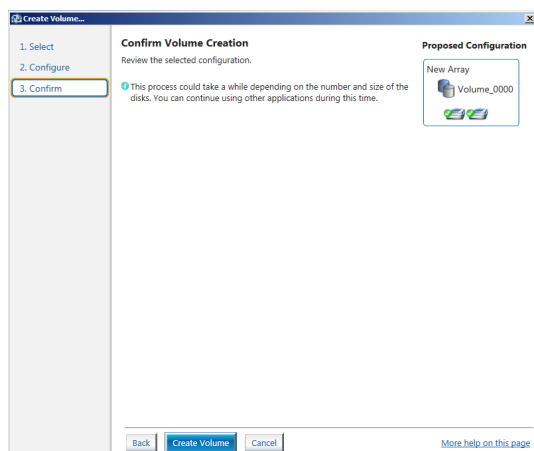 Create Volume...
1. Select
2. Configure
3. Confirm
Confirm Volume Creation
Review the selected configuration.
This process could take a while depending on the number and size of the
disks. You can continue using other applications during this time.
Proposed Configuration
New Array
Volume_0000
Back
Create Volume
Cancel
More help on this page